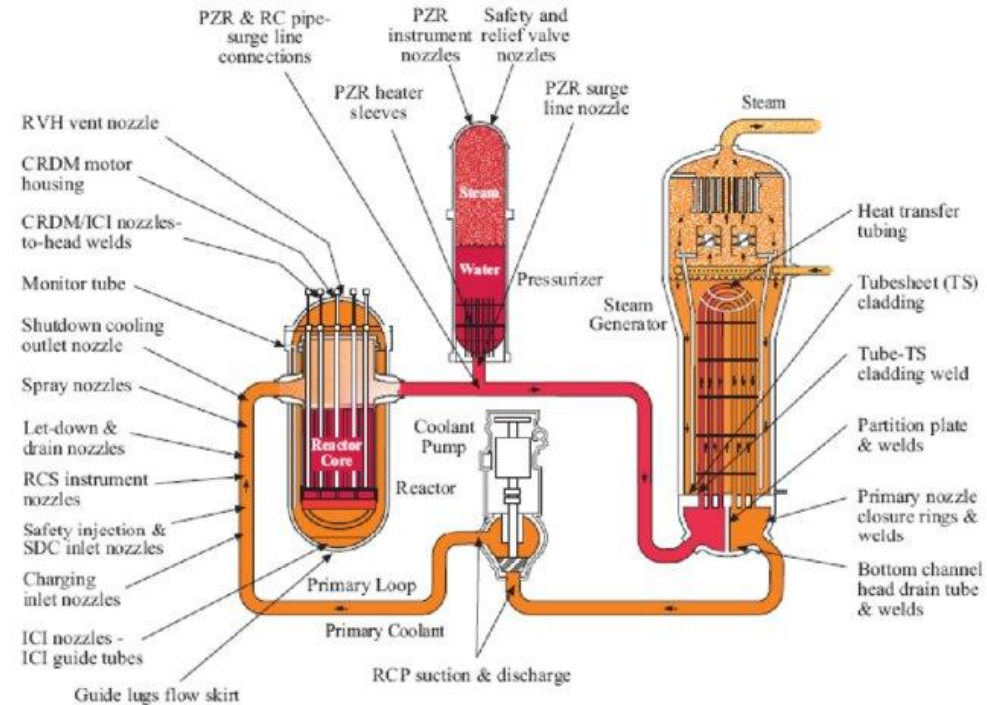 PZR & RC pipe-
surge line
connections
PZR
instrument
nozzles
Safety and
relief valve
nozzles
PZR heater
sleeves
PZR surge
line nozzle
Steam
RVH vent nozzle
CRDM motor
housing
CRDM/ICI nozzles-
to-head welds
Monitor tube
Shutdown cooling
outlet nozzle
Spray nozzles
Let-down &
drain nozzles
RCS instrument
nozzles
Safety injection &
SDC inlet nozzles
Charging
inlet nozzles
ICI nozzles -
ICI guide tubes
Guide lugs flow skirt
Steam
Water
Pressurizer
Steam
Generator
Reactor
Core
Reactor
Coolant
Pump
Primary Loop
Primary Coolant
RCP suction & discharge
Heat transfer
tubing
Tubesheet (TS)
cladding
Tube-TS
cladding weld
Partition plate
& welds
Primary nozzle
closure rings &
welds
Bottom channel
head drain tube
& welds